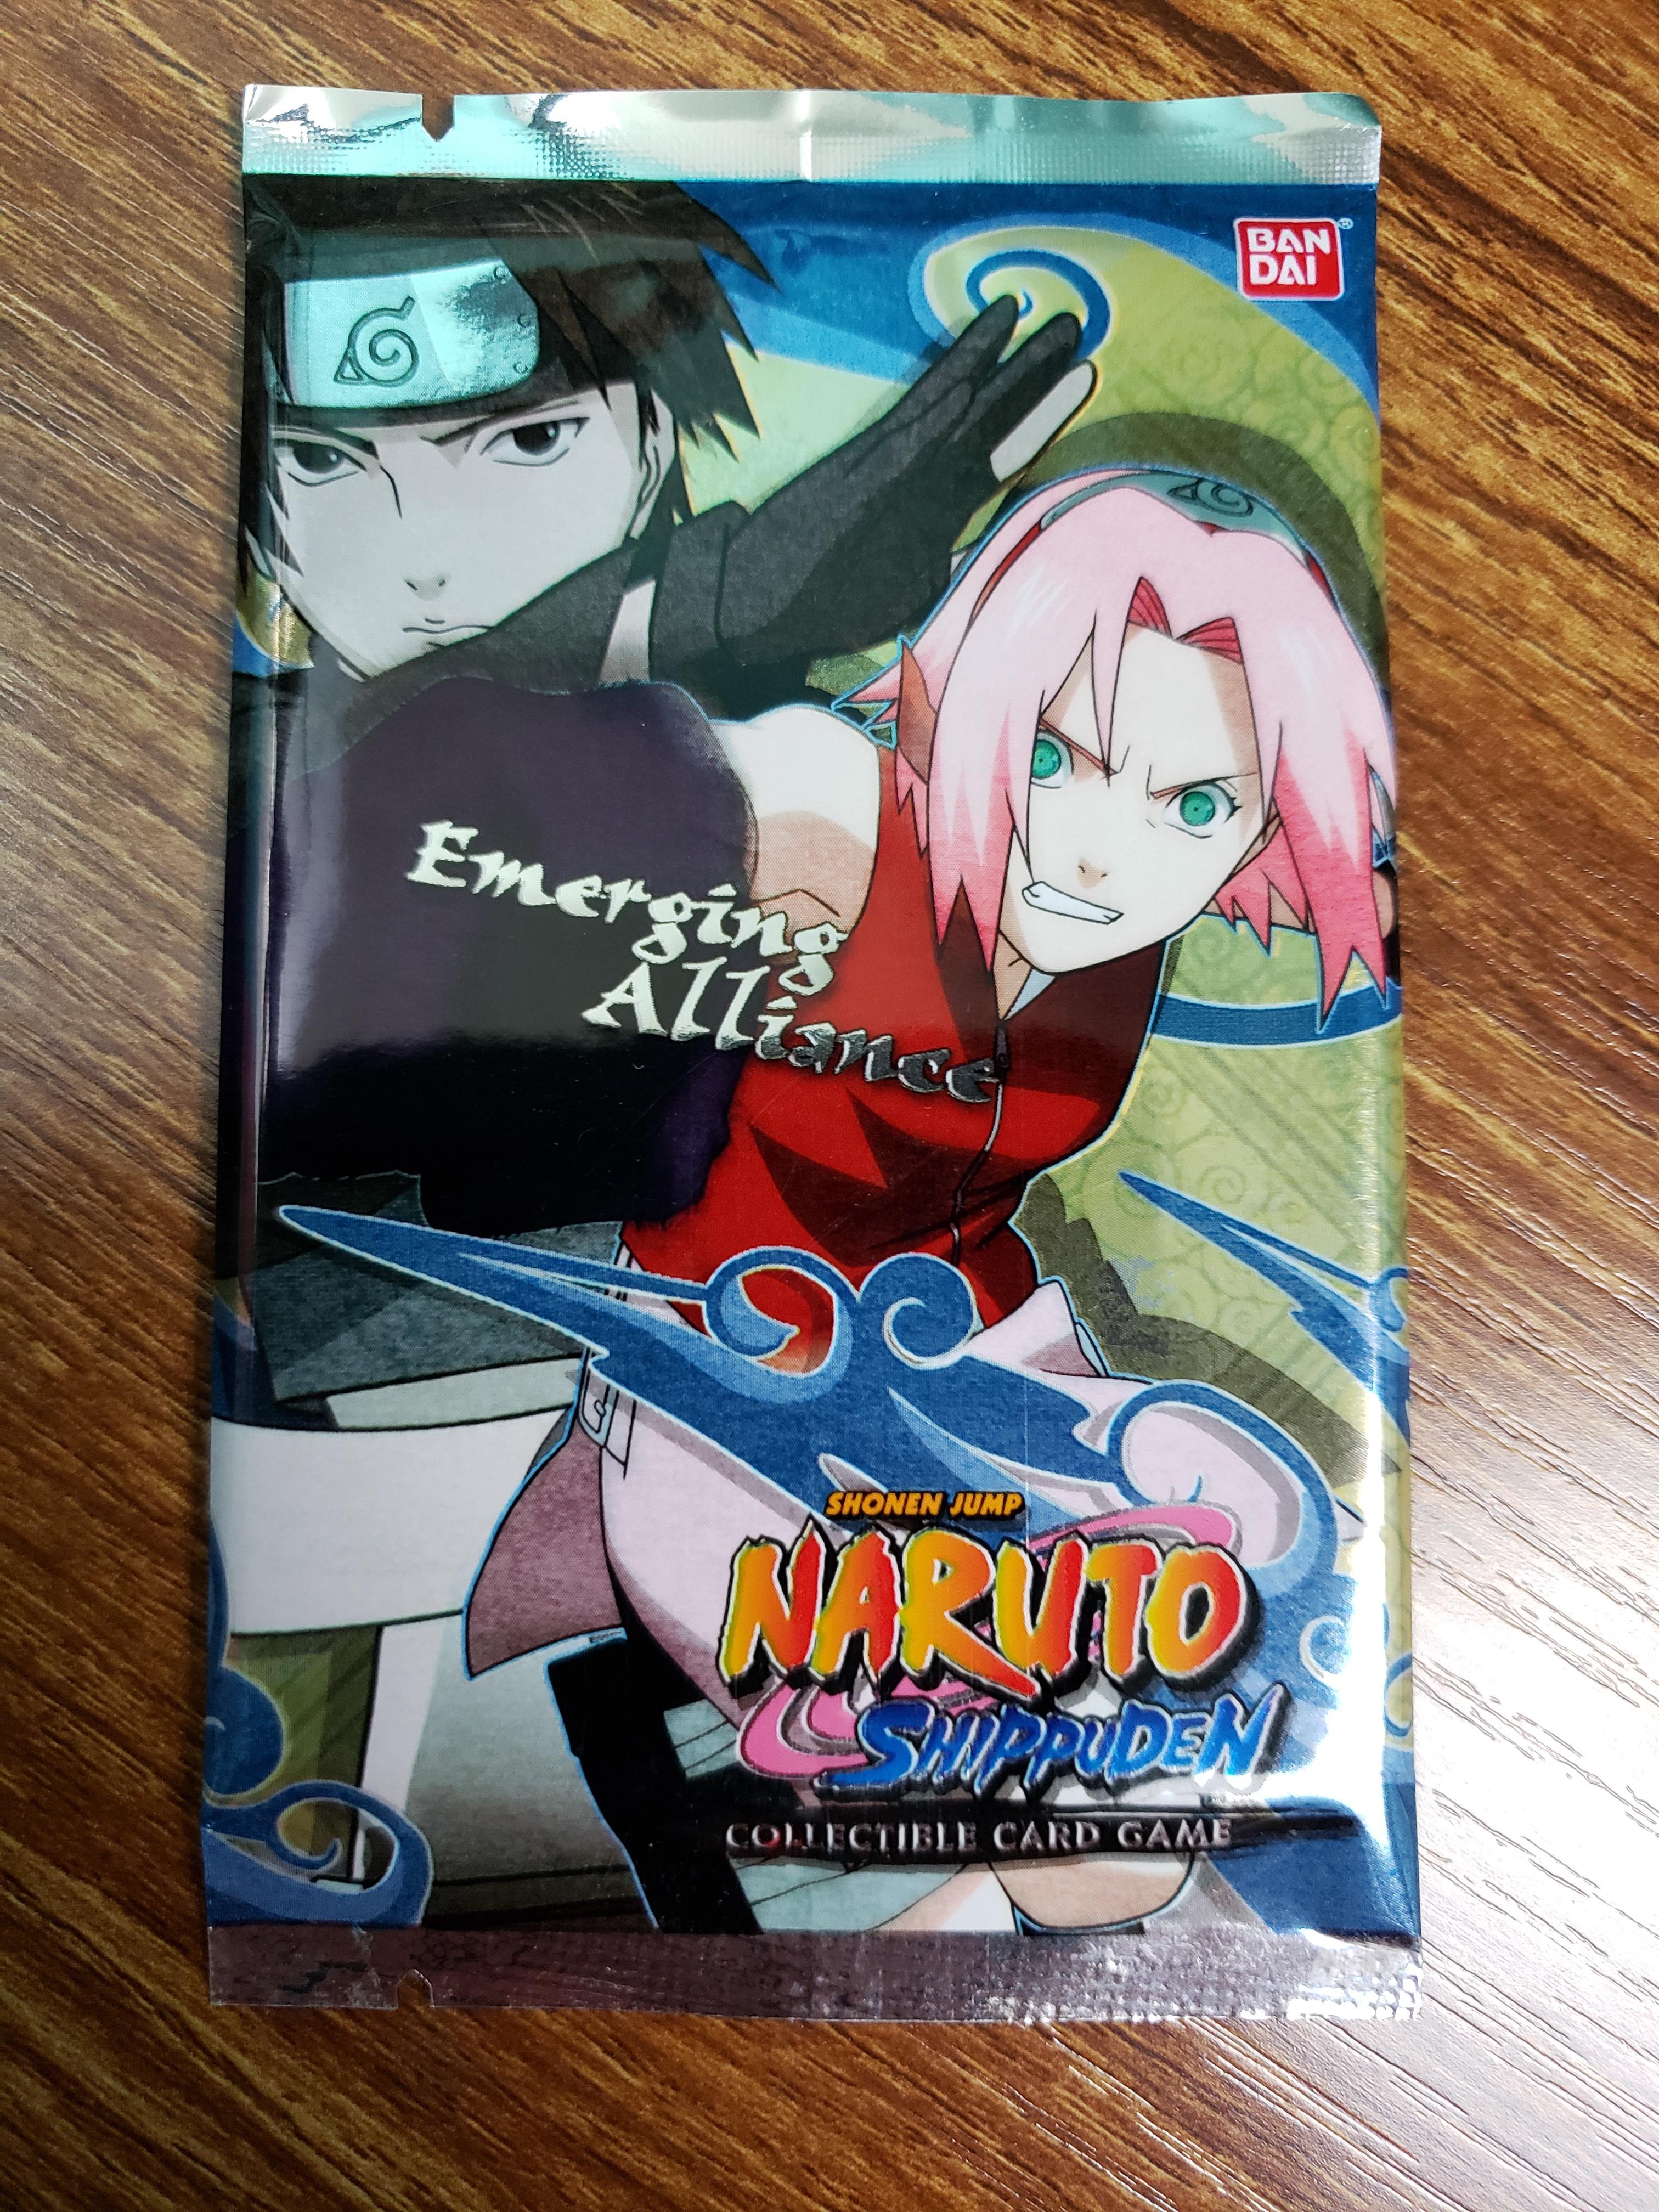 BAN
DAI
®
Emerging
Alliance
SHONEN JUMP
NARUTO
SHIPPUDEN
COLLECTIBLE CARD GAME